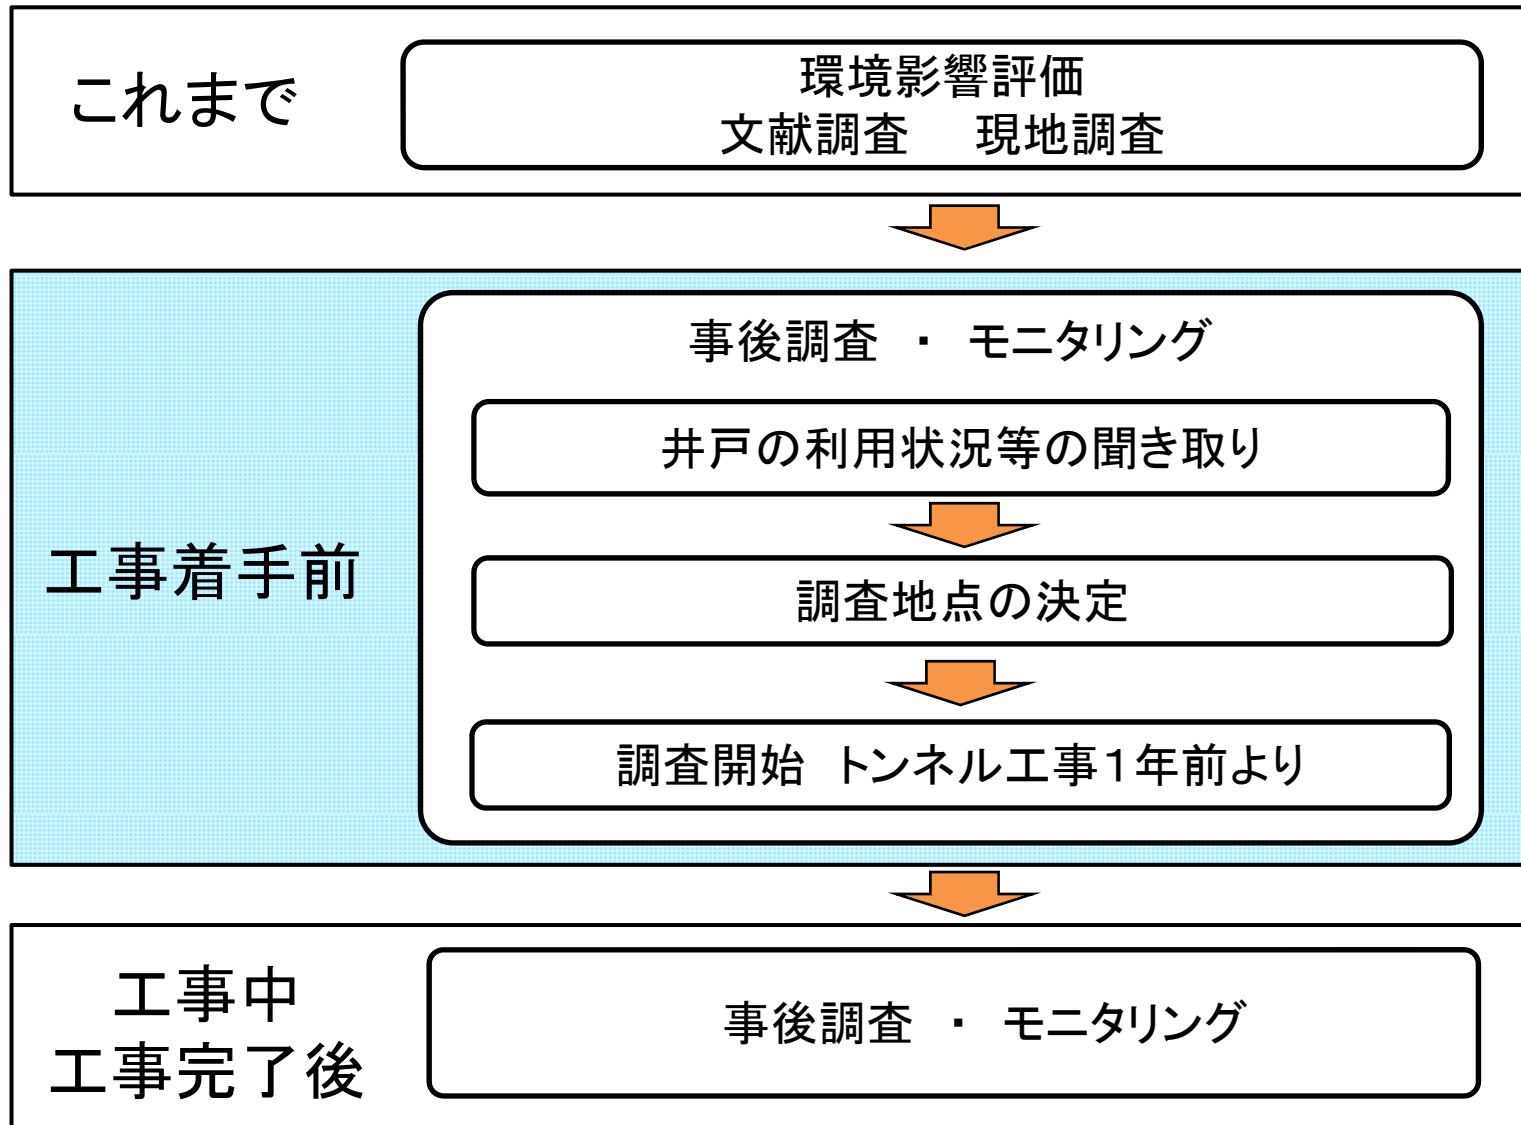 これまで
環境影響評価
文献調査　現地調査
事後調査 ・ モニタリング
井戸の利用状況等の聞き取り
工事着手前
調査地点の決定
調査開始 トンネル工事１年前より
工事中
工事完了後
事後調査 ・ モニタリング